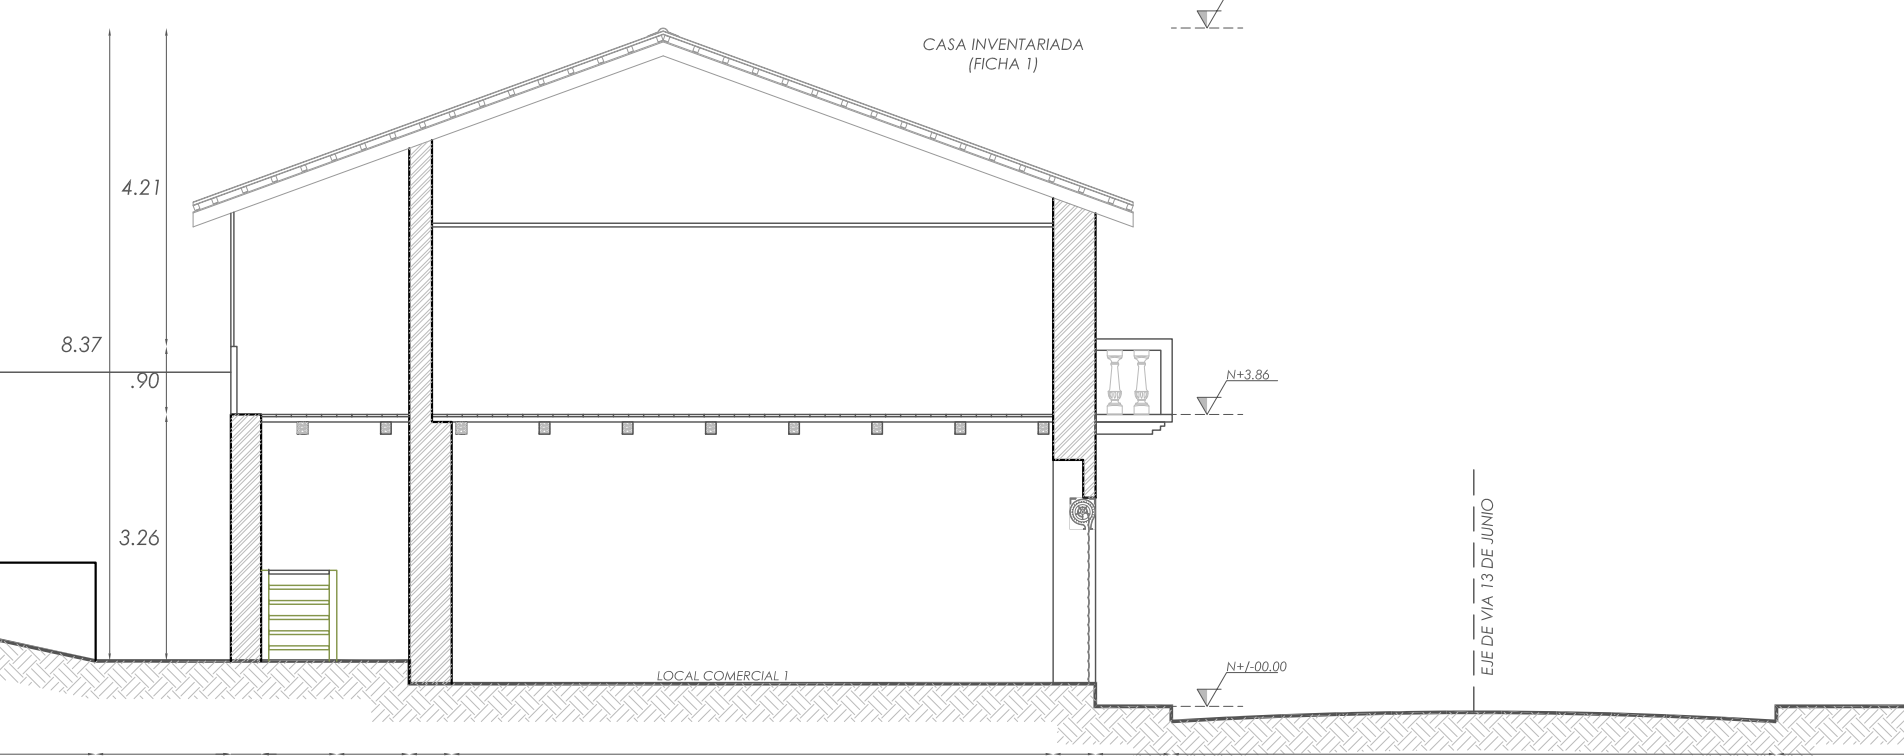 CASA INVENTARIADA
(FICHA 1)
4.21
8.37
.90
N+3.86
3.26
EJE DE VIA 13 DE JUNIO
LOCAL COMERCIAL 1
N+/-00.00